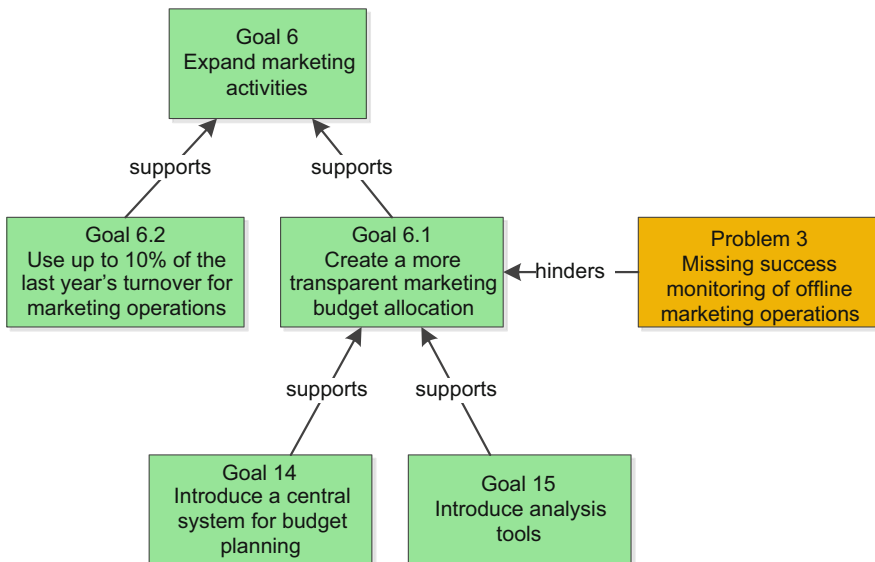 Goal 6
Expand marketing
activities
supports
supports
Goal 6.2
Use up to 10% of the
last year’s turnover for
marketing operations
Goal 6.1
Create a more
transparent marketing
budget allocation
hinders
Problem 3
Missing success
monitoring of offline
marketing operations
supports
supports
Goal 14
Introduce a central
system for budget
planning
Goal 15
Introduce analysis
tools